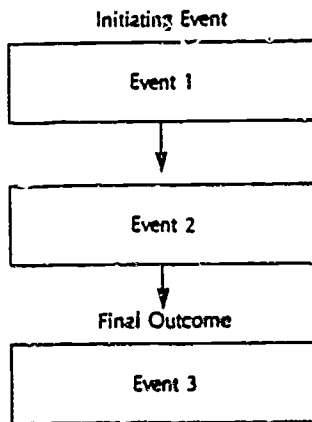 Initiating Event
Event 1
Event 2
Final Outcome
Event 3